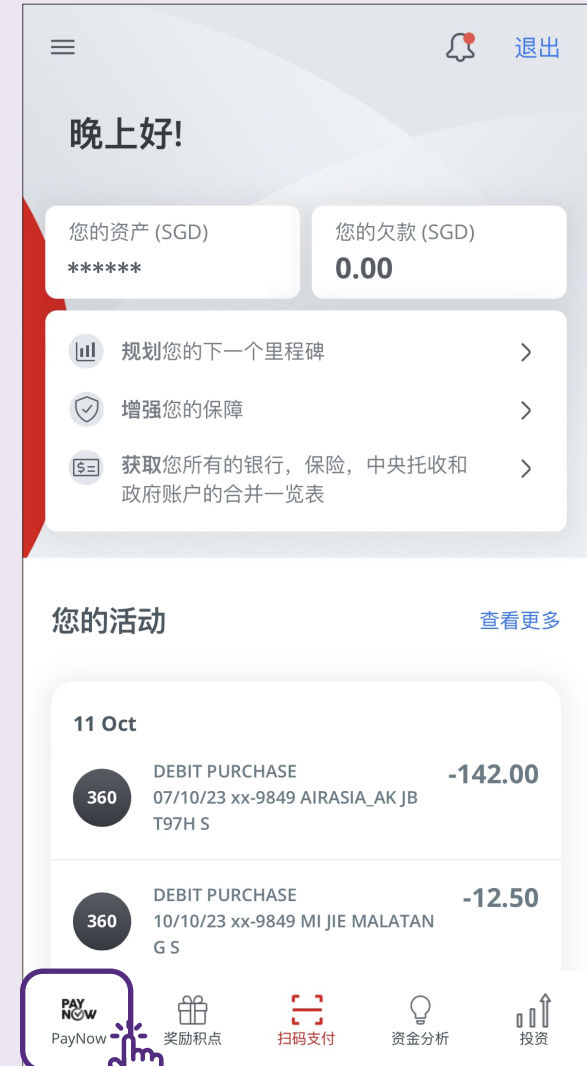 退出
晚上好!
您的资产 (SGD)
******
您的欠款 (SGD)
0.00
规划您的下一个里程碑
增强您的保障
$=
获取您所有的银行，保险，中央托收和
政府账户的合并一览表
您的活动
查看更多
11 Oct
360
DEBIT PURCHASE
07/10/23 xx-9849 AIRASIA_AK JB
T97H S
-142.00
360
DEBIT PURCHASE
10/10/23 xx-9849 MI JIE MALATAN
G S
-12.50
PAY
NOW
PayNow
奖励积点
扫码支付
资金分析
投资